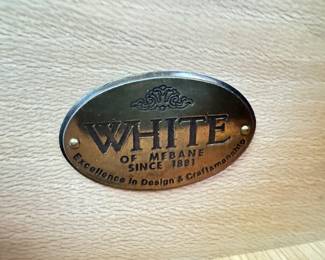 WHITE
OF MEBANE
SINCE 1881
Excellence in Design & Craftsmanship